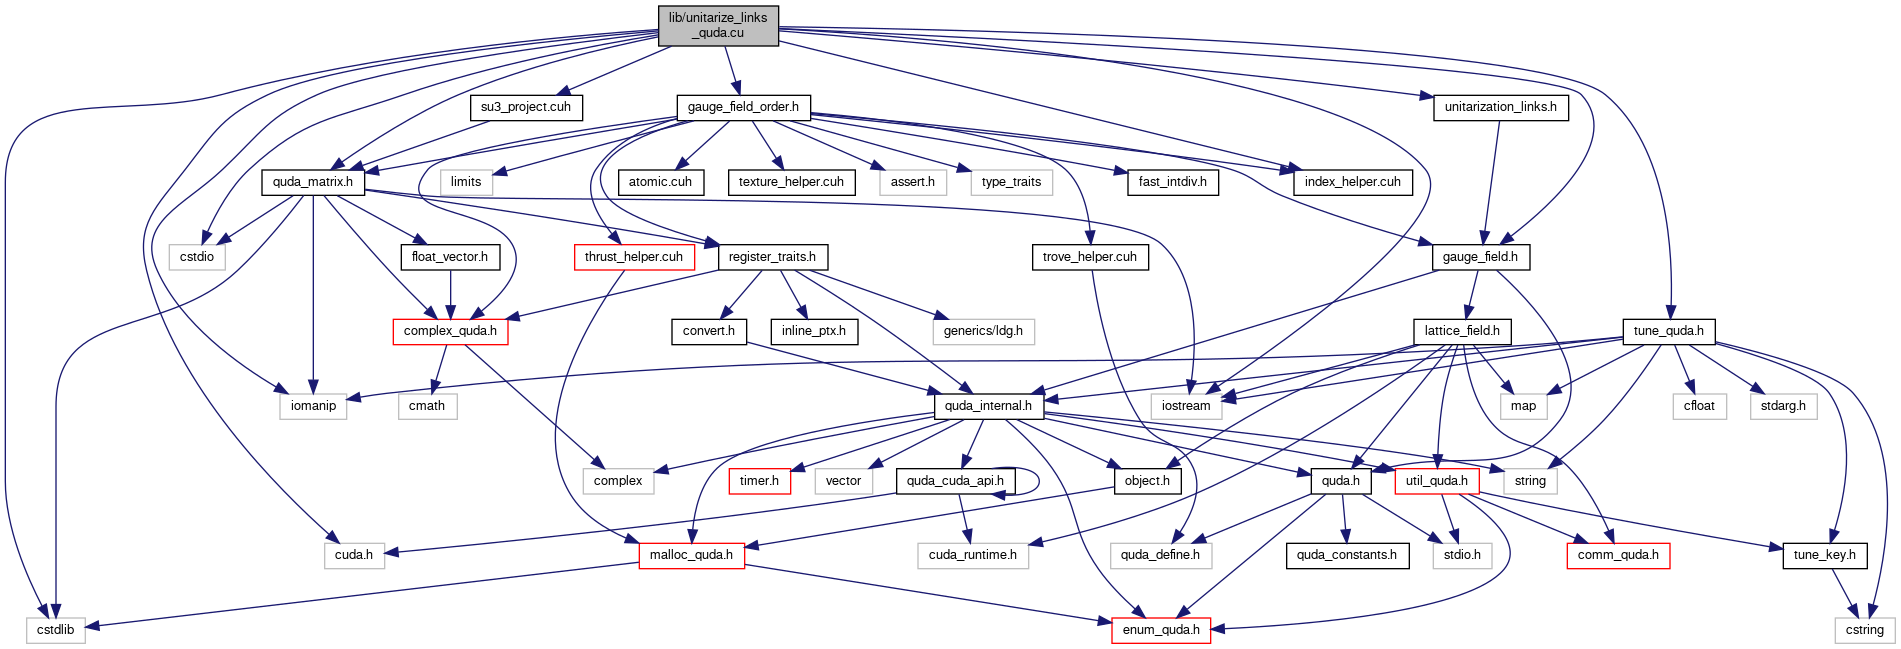 lib/unitarize_links
_quda.cu
su3_project.cuh
gauge_field_order.h
unitarization_links.h
quda_matrix.h
limits
atomic.cuh
texture_helper.cuh
assert.h
type_traits
fast_intdiv.h
index_helper.cuh
cstdio
float_vector.h
thrust_helper.cuh
register_traits.h
trove_helper.cuh
gauge_field.h
complex_quda.h
convert.h
inline_ptx.h
generics/ldg.h
lattice_field.h
tune_quda.h
iomanip
cmath
quda_internal.h
iostream
map
cfloat
stdarg.h
complex
timer.h
vector
quda_cuda_api.h
object.h
quda.h
util_quda.h
string
cuda.h
malloc_quda.h
cuda_runtime.h
quda_define.h
quda_constants.h
stdio.h
comm_quda.h
tune_key.h
cstdlib
enum_quda.h
cstring